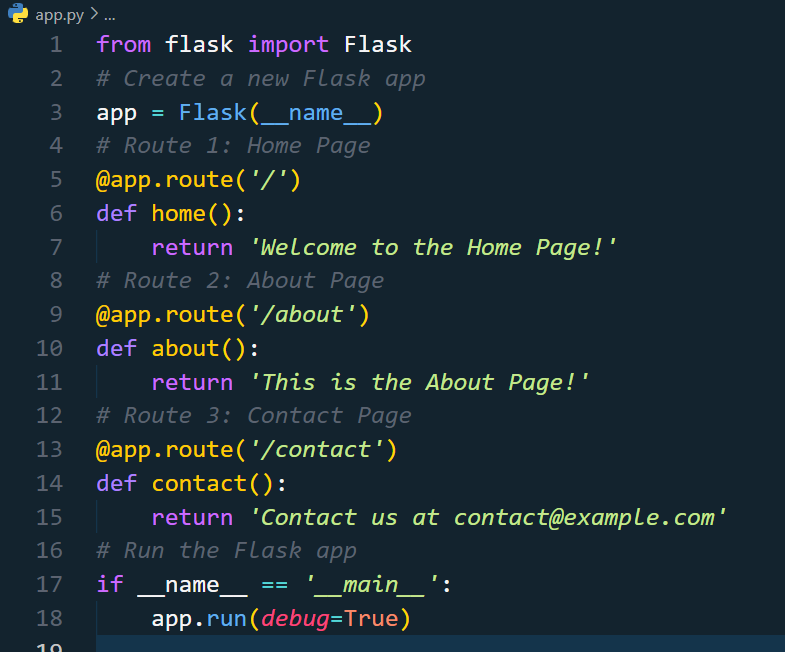 app.py > ...
1 from flask import Flask
2 # Create a new Flask app
3 app = Flask(__name__)
4 # Route 1: Home Page
5 @app.route('/')
6 def home():
7     return 'Welcome to the Home Page!'
8 # Route 2: About Page
9 @app.route('/about')
10 def about():
11     return 'This is the About Page!'
12 # Route 3: Contact Page
13 @app.route('/contact')
14 def contact():
15     return 'Contact us at contact@example.com'
16 # Run the Flask app
17 if __name__ == '__main__':
18     app.run(debug=True)
19